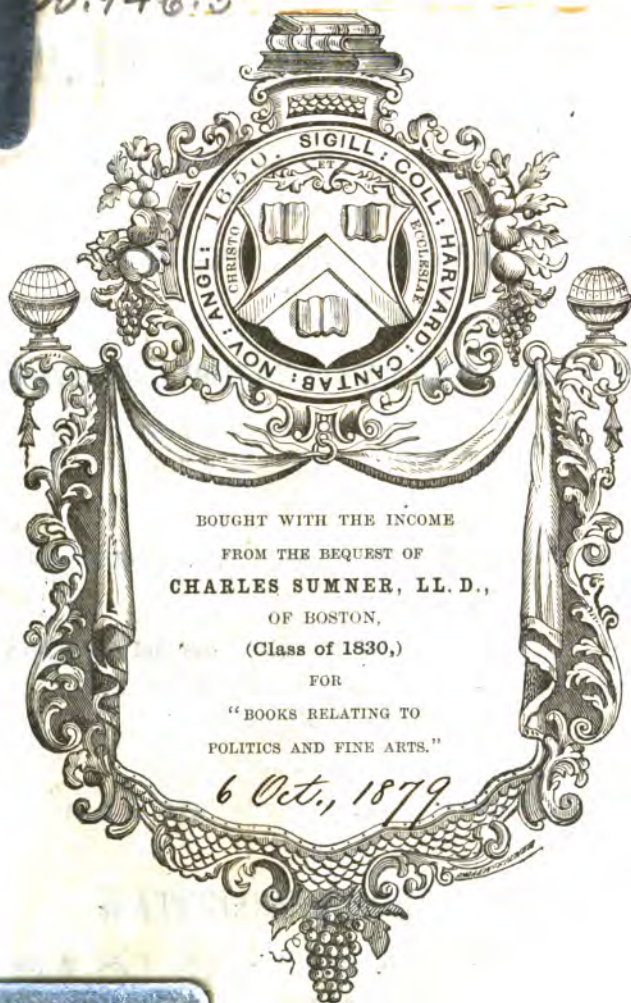 SIGILL: COLL: HARVARD: CANTAB: NOV: ANGL: 1650.
CHRISTO ET ECCLESIAE
BOUGHT WITH THE INCOME
FROM THE BEQUEST OF
CHARLES SUMNER, LL. D.,
OF BOSTON,
(Class of 1830,)
FOR
"BOOKS RELATING TO
POLITICS AND FINE ARTS."
6 Oct., 1879.